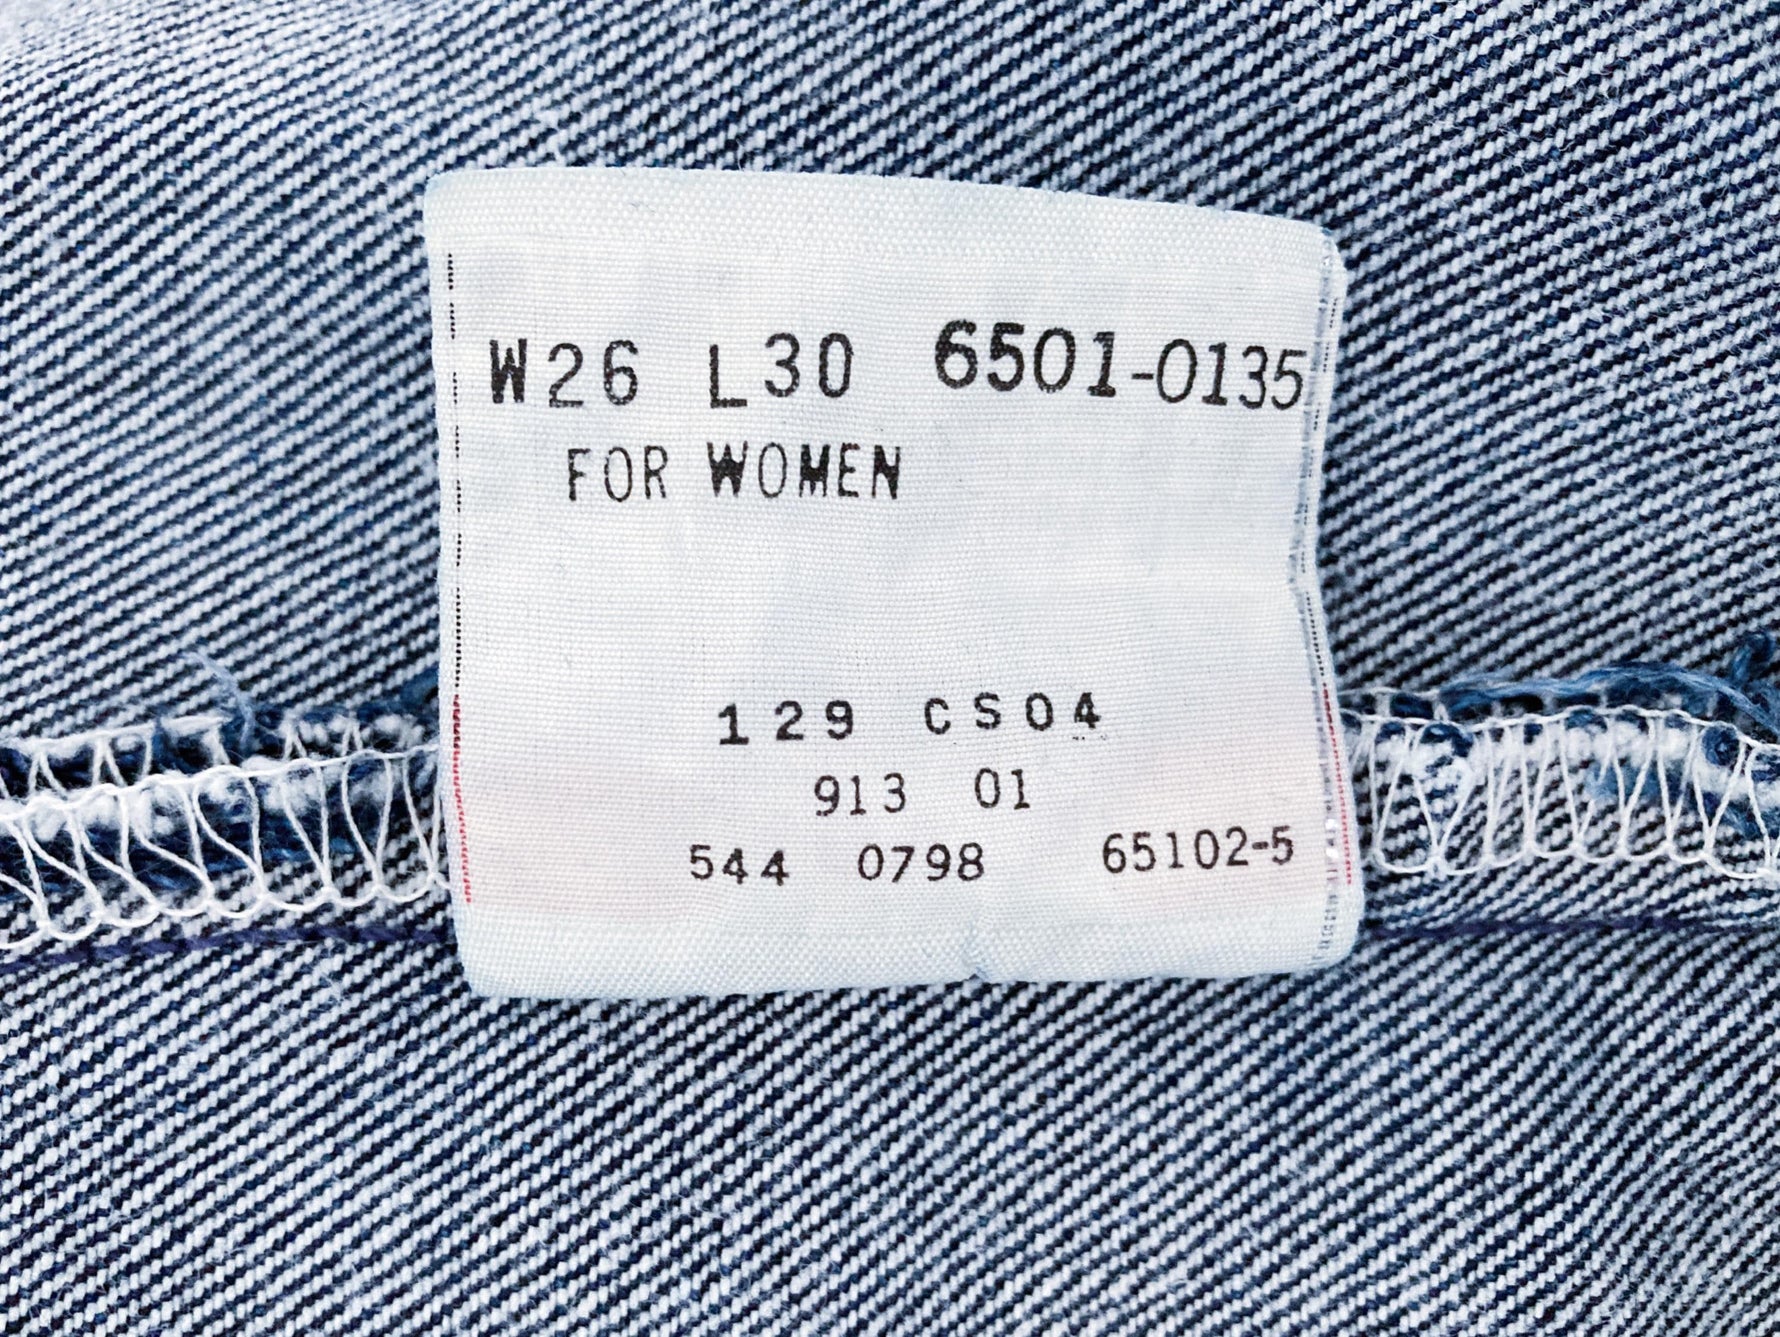 W26 L30 6501-0135
FOR WOMEN
129 CS04
913 01
544 0798 65102-5